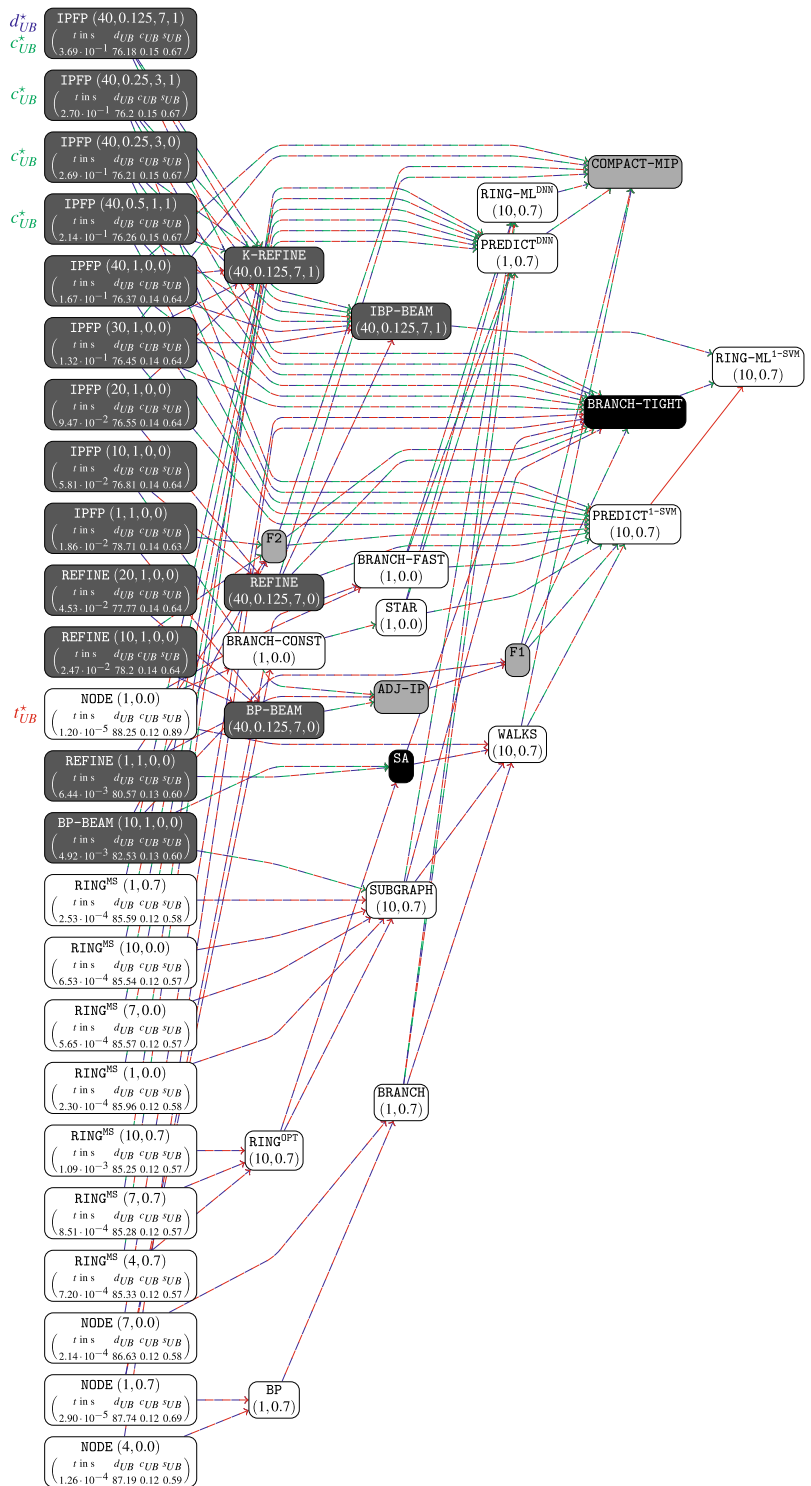 d⋆UB
c⋆UB
IPFP (40,0.125,7,1)
t in s dUB cUB sUB
3.69·10−1 76.18 0.15 0.67
c⋆UB
IPFP (40,0.25,3,1)
t in s dUB cUB sUB
2.70·10−1 76.2 0.15 0.67
c⋆UB
IPFP (40,0.25,3,0)
t in s dUB cUB sUB
2.69·10−1 76.21 0.15 0.67
c⋆UB
IPFP (40,0.5,1,1)
t in s dUB cUB sUB
2.14·10−1 76.26 0.15 0.67
IPFP (40,1,0,0)
t in s dUB cUB sUB
1.67·10−1 76.37 0.14 0.64
IPFP (30,1,0,0)
t in s dUB cUB sUB
1.32·10−1 76.45 0.14 0.64
IPFP (20,1,0,0)
t in s dUB cUB sUB
9.47·10−2 76.55 0.14 0.64
IPFP (10,1,0,0)
t in s dUB cUB sUB
5.81·10−2 76.81 0.14 0.64
IPFP (1,1,0,0)
t in s dUB cUB sUB
1.86·10−2 78.71 0.14 0.63
REFINE (20,1,0,0)
t in s dUB cUB sUB
4.53·10−2 77.77 0.14 0.64
REFINE (10,1,0,0)
t in s dUB cUB sUB
2.47·10−2 78.2 0.14 0.64
t⋆UB
NODE (1,0.0)
t in s dUB cUB sUB
1.20·10−5 88.25 0.12 0.89
REFINE (1,1,0,0)
t in s dUB cUB sUB
6.44·10−3 80.57 0.13 0.60
BP-BEAM (10,1,0,0)
t in s dUB cUB sUB
4.92·10−3 82.53 0.13 0.60
RINGMS (1,0.7)
t in s dUB cUB sUB
2.53·10−4 85.59 0.12 0.58
RINGMS (10,0.0)
t in s dUB cUB sUB
6.53·10−4 85.54 0.12 0.57
RINGMS (7,0.0)
t in s dUB cUB sUB
5.65·10−4 85.57 0.12 0.57
RINGMS (1,0.0)
t in s dUB cUB sUB
2.30·10−4 85.96 0.12 0.58
RINGMS (10,0.7)
t in s dUB cUB sUB
1.09·10−3 85.25 0.12 0.57
RINGMS (7,0.7)
t in s dUB cUB sUB
8.51·10−4 85.28 0.12 0.57
RINGMS (4,0.7)
t in s dUB cUB sUB
7.20·10−4 85.33 0.12 0.57
NODE (7,0.0)
t in s dUB cUB sUB
2.14·10−4 86.63 0.12 0.58
NODE (1,0.7)
t in s dUB cUB sUB
2.90·10−5 87.74 0.12 0.69
NODE (4,0.0)
t in s dUB cUB sUB
1.26·10−4 87.19 0.12 0.59
K-REFINE
(40,0.125,7,1)
F2
REFINE
(40,0.125,7,0)
BRANCH-CONST
(1,0.0)
BP-BEAM
(40,0.125,7,0)
RINGOPT
(10,0.7)
BP
(1,0.7)
IBP-BEAM
(40,0.125,7,1)
BRANCH-FAST
(1,0.0)
STAR
(1,0.0)
ADJ-IP
SA
SUBGRAPH
(10,0.7)
BRANCH
(1,0.7)
RING-MLDNN
(10,0.7)
PREDICTDNN
(1,0.7)
F1
WALKS
(10,0.7)
COMPACT-MIP
BRANCH-TIGHT
PREDICT1-SVM
(10,0.7)
RING-ML1-SVM
(10,0.7)